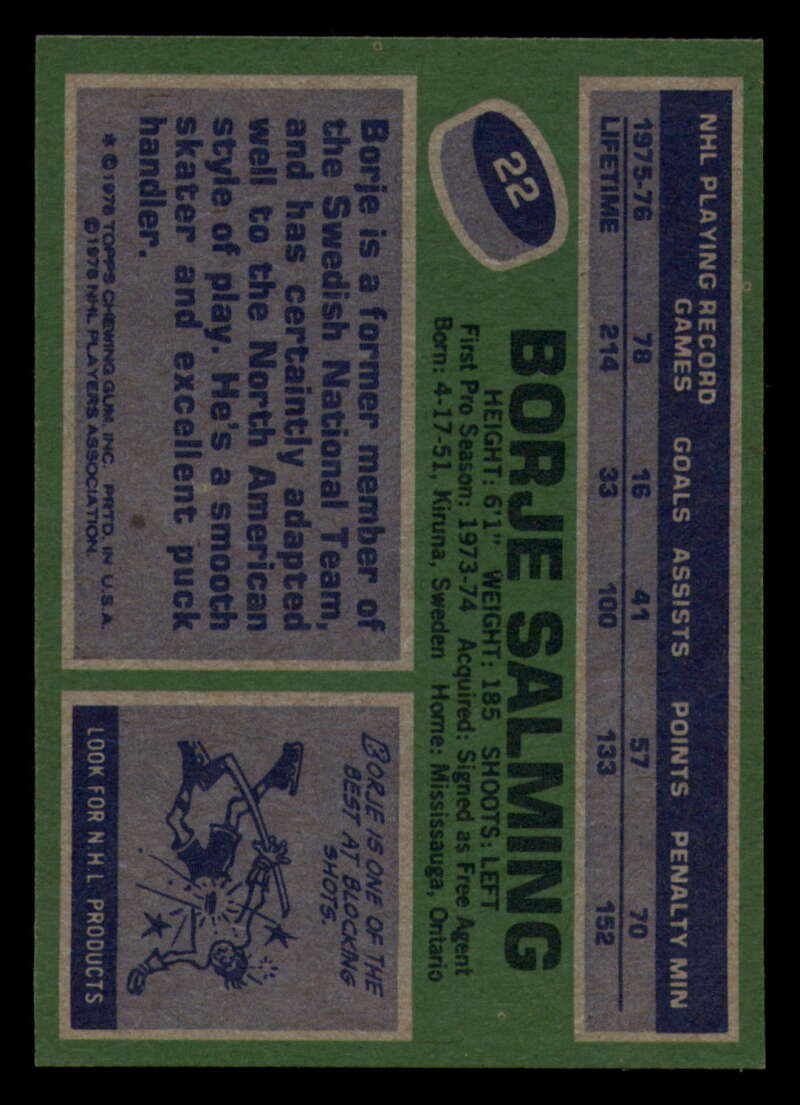 NHL PLAYING RECORD
GAMES GOALS ASSISTS POINTS PENALTY MIN
1975-76 78 16 41 57 70
LIFETIME 214 33 100 133 152
22
BORJE SALMING
HEIGHT: 6'1" WEIGHT: 185 SHOOTS: LEFT
First Pro Season: 1973-74 Acquired: Signed as Free Agent
Born: 4-17-51, Kiruna, Sweden Home: Mississauga, Ontario
Borje is a former member of
the Swedish National Team,
and has certaintly adapted
well to the North American
style of play. He's a smooth
skater and excellent puck
handler.
* © 1976 TOPPS CHEWING GUM, INC. PRTD. IN U.S.A.
© 1976 NHL PLAYERS ASSOCIATION.
BORJE IS ONE OF THE
BEST AT BLOCKING
SHOTS.
LOOK FOR N.H.L. PRODUCTS